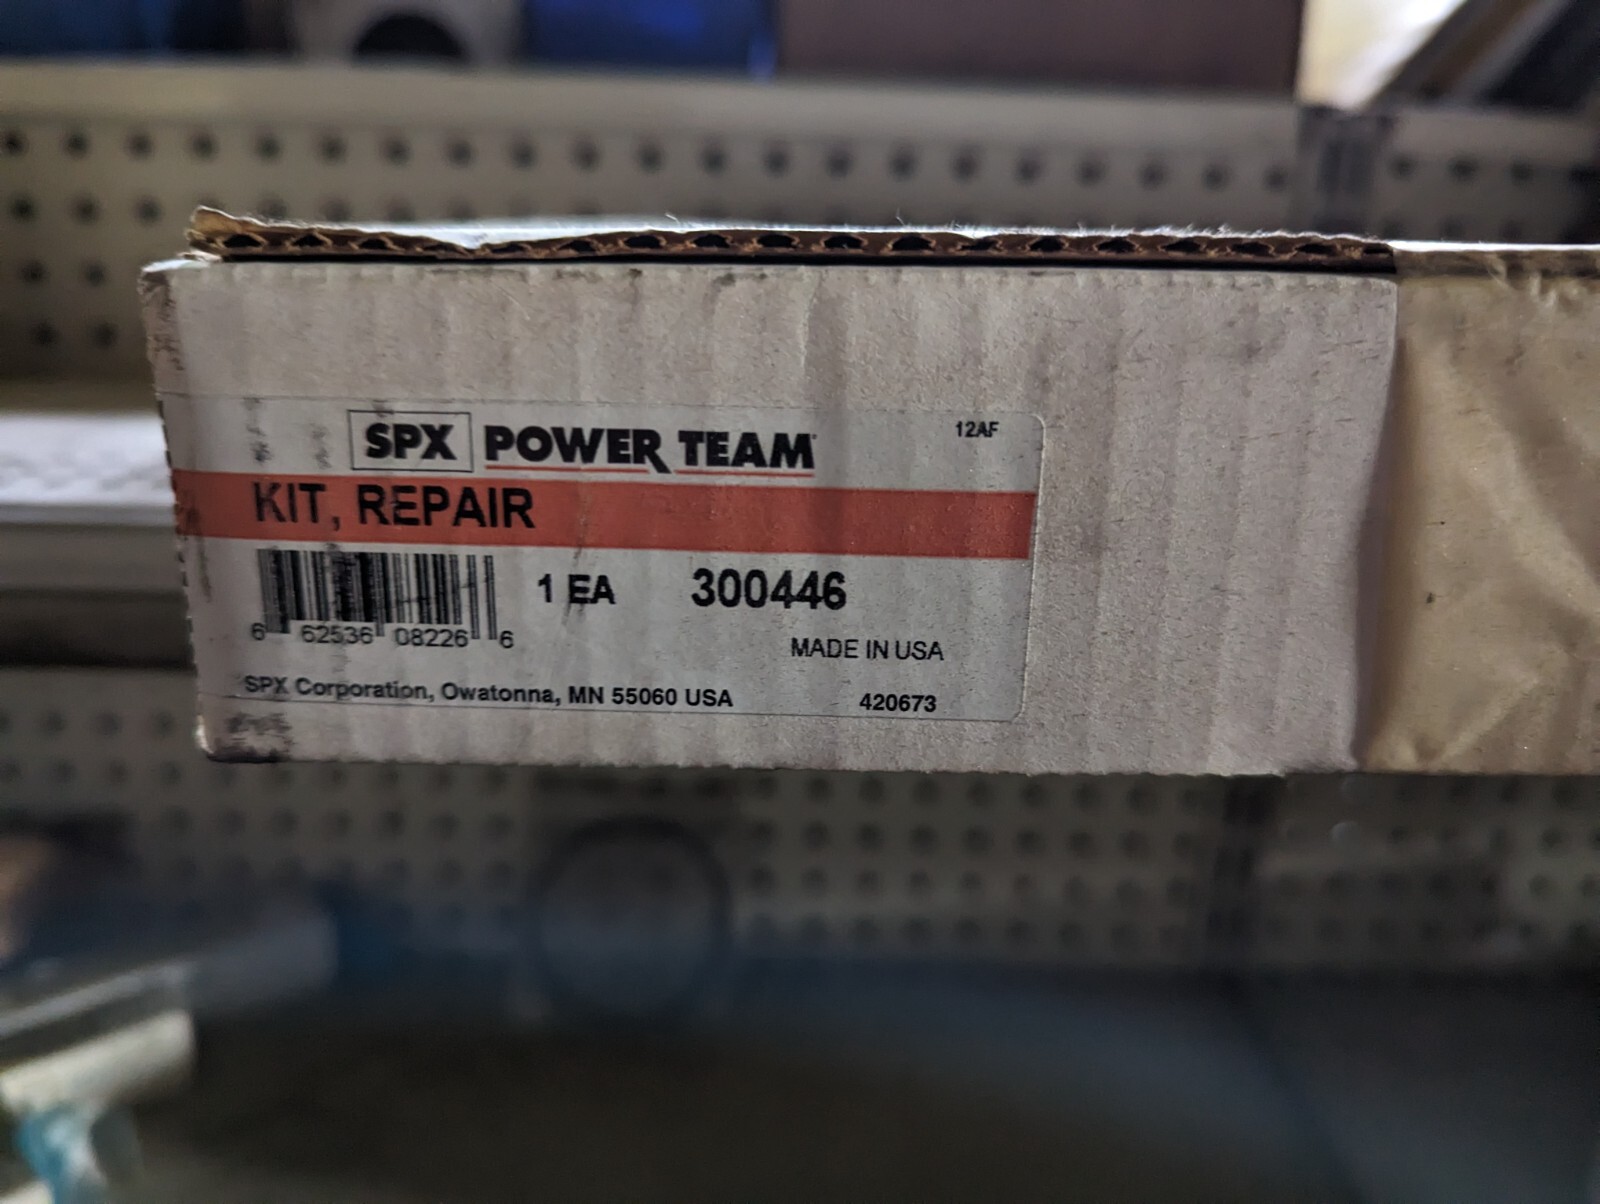 SPX POWER TEAM
12AF
KIT, REPAIR
1 EA 300446
6 62536 08226 6
MADE IN USA
SPX Corporation, Owatonna, MN 55060 USA
420673